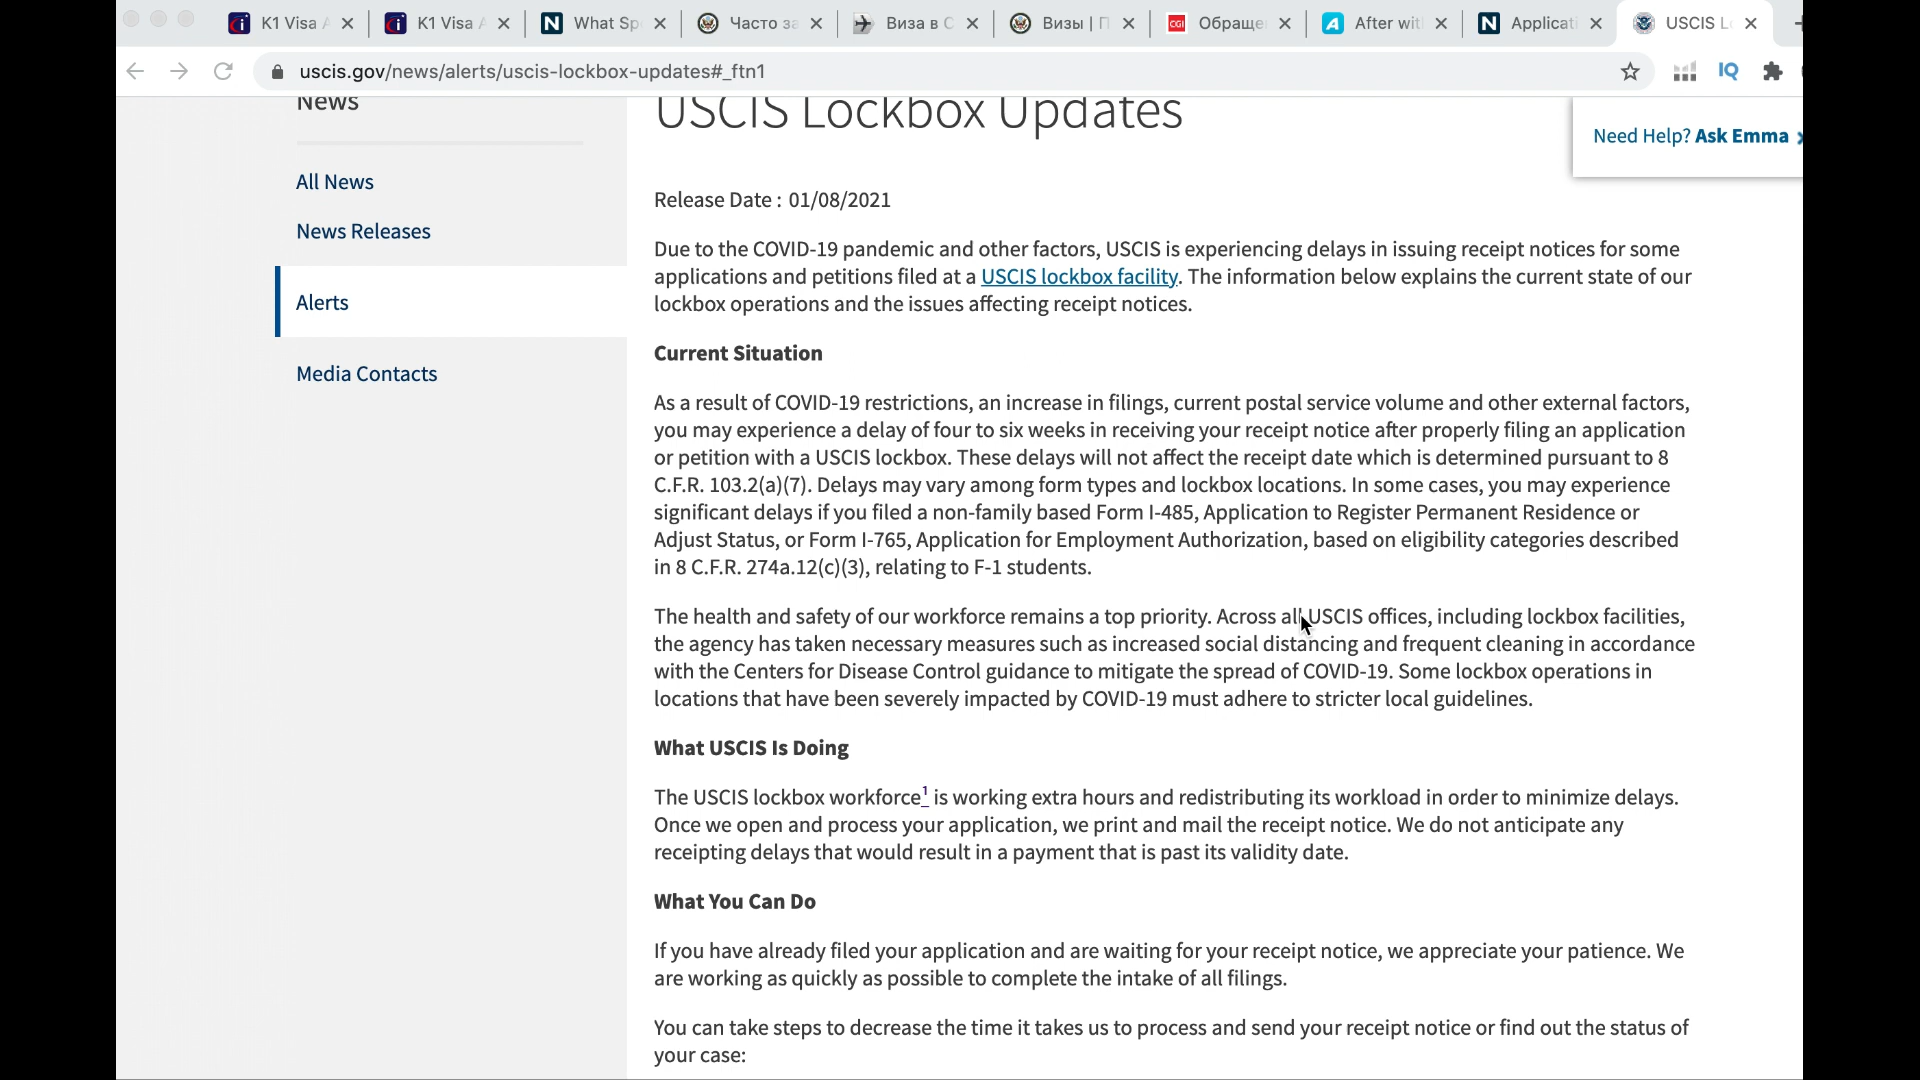 K1 Visa
K1 Visa
What Sp
Часто за
Виза в С
Визы | П
CGI
Обраще
After wit
Applicati
USCIS L
uscis.gov/news/alerts/uscis-lockbox-updates#_ftn1
IQ
News
All News
News Releases
Alerts
Media Contacts
USCIS Lockbox Updates
Need Help? Ask Emma
Release Date : 01/08/2021
Due to the COVID-19 pandemic and other factors, USCIS is experiencing delays in issuing receipt notices for some
applications and petitions filed at a USCIS lockbox facility. The information below explains the current state of our
lockbox operations and the issues affecting receipt notices.
Current Situation
As a result of COVID-19 restrictions, an increase in filings, current postal service volume and other external factors,
you may experience a delay of four to six weeks in receiving your receipt notice after properly filing an application
or petition with a USCIS lockbox. These delays will not affect the receipt date which is determined pursuant to 8
C.F.R. 103.2(a)(7). Delays may vary among form types and lockbox locations. In some cases, you may experience
significant delays if you filed a non-family based Form I-485, Application to Register Permanent Residence or
Adjust Status, or Form I-765, Application for Employment Authorization, based on eligibility categories described
in 8 C.F.R. 274a.12(c)(3), relating to F-1 students.
The health and safety of our workforce remains a top priority. Across all USCIS offices, including lockbox facilities,
the agency has taken necessary measures such as increased social distancing and frequent cleaning in accordance
with the Centers for Disease Control guidance to mitigate the spread of COVID-19. Some lockbox operations in
locations that have been severely impacted by COVID-19 must adhere to stricter local guidelines.
What USCIS Is Doing
The USCIS lockbox workforce1 is working extra hours and redistributing its workload in order to minimize delays.
Once we open and process your application, we print and mail the receipt notice. We do not anticipate any
receipting delays that would result in a payment that is past its validity date.
What You Can Do
If you have already filed your application and are waiting for your receipt notice, we appreciate your patience. We
are working as quickly as possible to complete the intake of all filings.
You can take steps to decrease the time it takes us to process and send your receipt notice or find out the status of
your case: